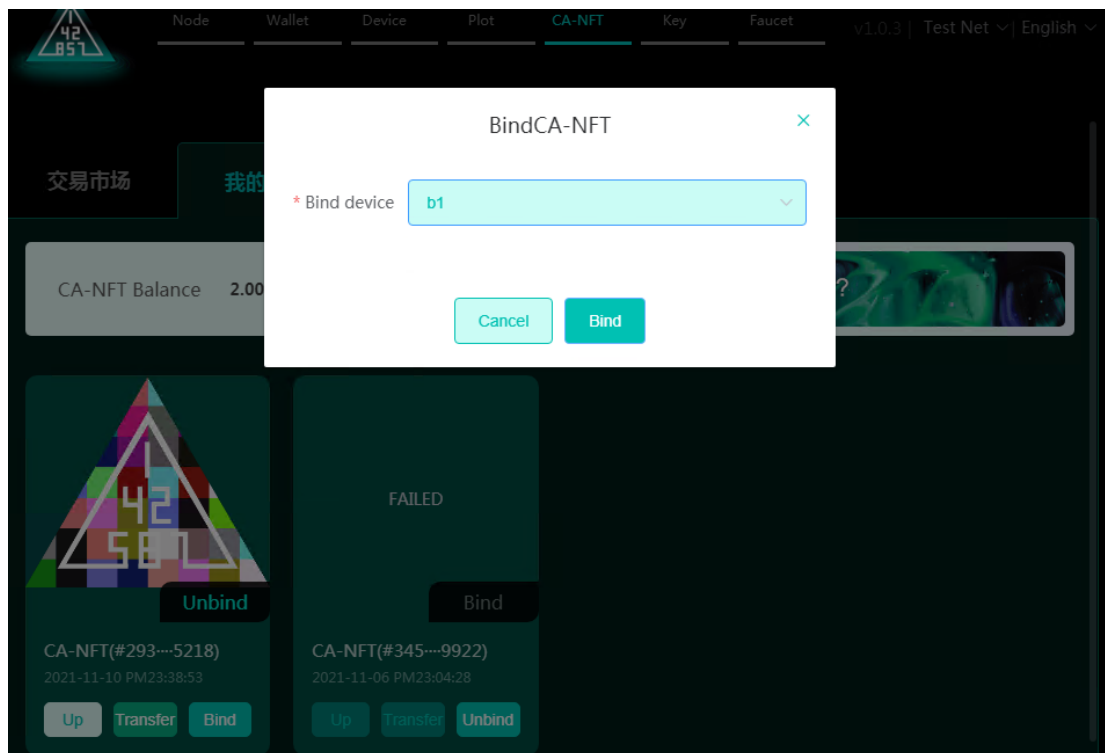 Node Wallet Device Plot CA-NFT Key Faucet
v1.0.3 | Test Net | English
42
857
BindCA-NFT
交易市场 我的
* Bind device b1
CA-NFT Balance 2.00
?
Cancel Bind
1
42
587
FAILED
Unbind Bind
CA-NFT(#293····5218) CA-NFT(#345····9922)
2021-11-10 PM23:38:53 2021-11-06 PM23:04:28
Up Transfer Bind Up Transfer Unbind